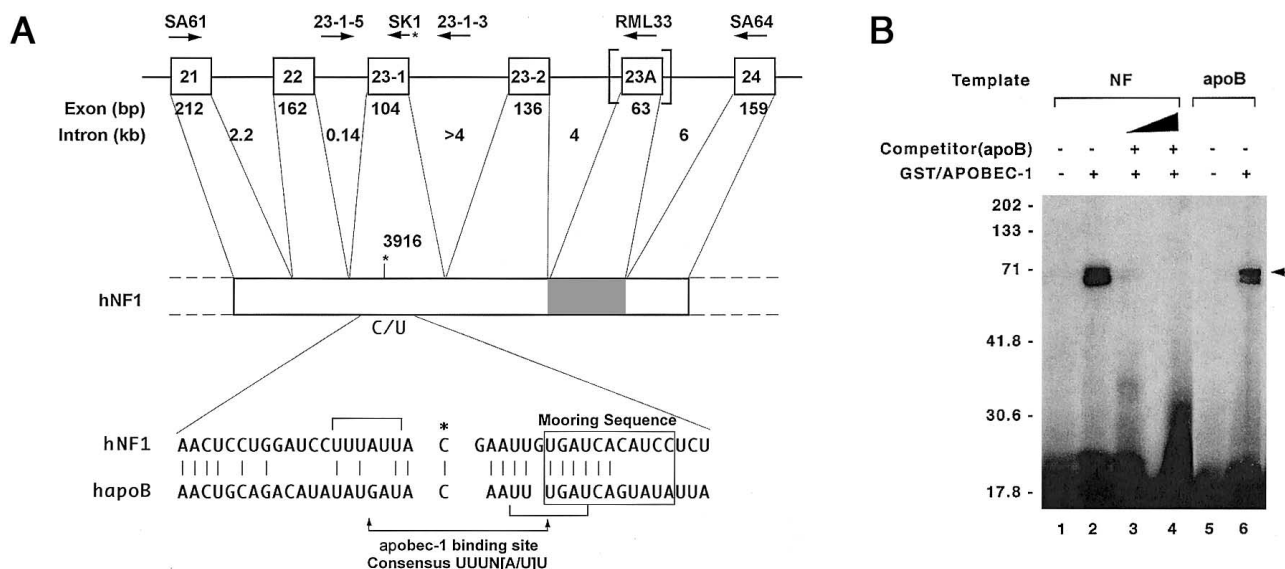 A
SA61 23-1-5 SK1 23-1-3 RML33 SA64
*
21 22 23-1 23-2 23A 24
Exon (bp) 212 162 104 136 63 159
Intron (kb) 2.2 0.14 >4 4 6
3916
*
hNF1
C/U
Mooring Sequence
*
hNF1 AACUCCUGGAUCCUUUAUUA C GAAUUGUGAUCACAUCCUCU
hapoB AACUGCAGACAUAUAUGAUA C AAUU UGAUCAGUAUAUUA
apobec-1 binding site
Consensus UUUN[A/U]U
B
Template NF apoB
Competitor(apoB) - - + + - -
GST/APOBEC-1 - + + + - +
202 -
133 -
71 -
41.8 -
30.6 -
17.8 -
1 2 3 4 5 6